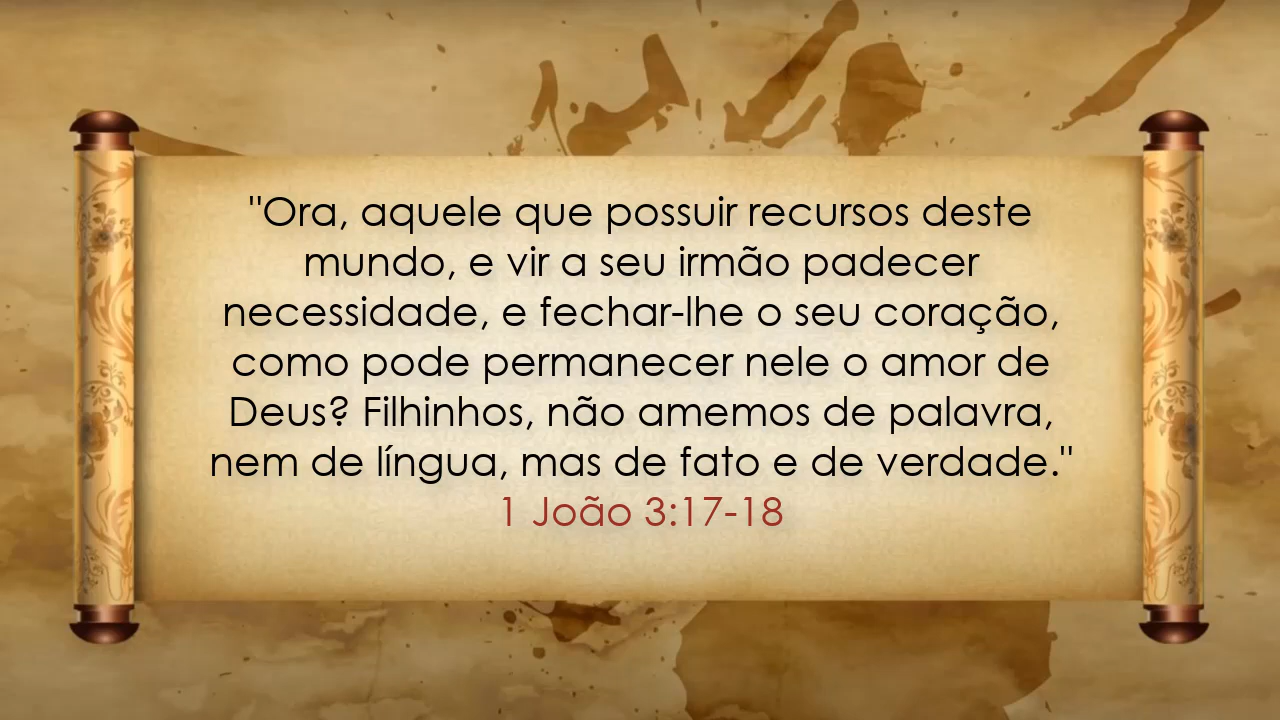 "Ora, aquele que possuir recursos deste
mundo, e vir a seu irmão padecer
necessidade, e fechar-lhe o seu coração,
como pode permanecer nele o amor de
Deus? Filhinhos, não amemos de palavra,
nem de língua, mas de fato e de verdade."
1 João 3:17-18